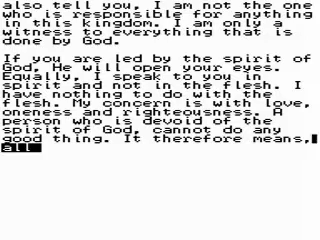 also tell you, I am not the one
who is responsible for anything
in this kingdom. I am only a
witness to everything that is
done by God.
If you are led by the spirit of
God, He will open your eyes.
Equally, I speak to you in
spirit and not in the flesh. I
have nothing to do with the
flesh. My concern is with love,
oneness and righteousness. A
person who is devoid of the
spirit of God, cannot do any
good thing. It therefore means,
all